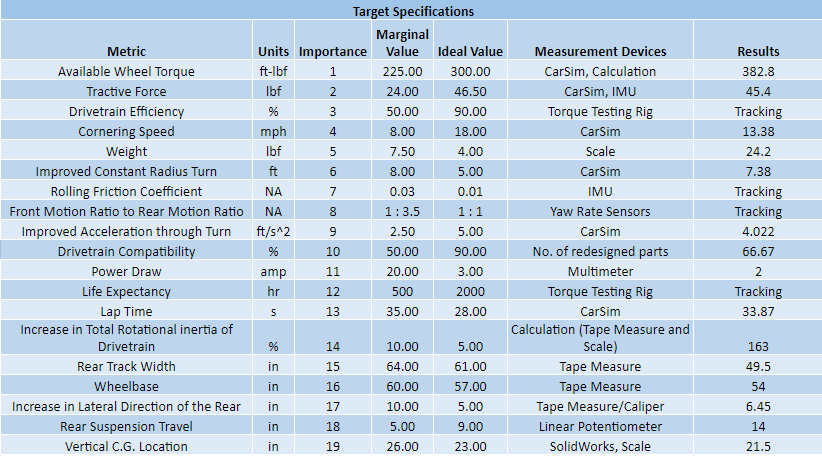 Target Specifications
Metric Units Importance Marginal Value Ideal Value Measurement Devices Results
Available Wheel Torque ft-lbf 1 225.00 300.00 CarSim, Calculation 382.8
Tractive Force lbf 2 24.00 46.50 CarSim, IMU 45.4
Drivetrain Efficiency % 3 50.00 90.00 Torque Testing Rig Tracking
Cornering Speed mph 4 8.00 18.00 CarSim 13.38
Weight lbf 5 7.50 4.00 Scale 24.2
Improved Constant Radius Turn ft 6 8.00 5.00 CarSim 7.38
Rolling Friction Coefficient NA 7 0.03 0.01 IMU Tracking
Front Motion Ratio to Rear Motion Ratio NA 8 1 : 3.5 1 : 1 Yaw Rate Sensors Tracking
Improved Acceleration through Turn ft/s^2 9 2.50 5.00 CarSim 4.022
Drivetrain Compatibility % 10 50.00 90.00 No. of redesigned parts 66.67
Power Draw amp 11 20.00 3.00 Multimeter 2
Life Expectancy hr 12 500 2000 Torque Testing Rig Tracking
Lap Time s 13 35.00 28.00 CarSim 33.87
Increase in Total Rotational inertia of Drivetrain % 14 10.00 5.00 Calculation (Tape Measure and Scale) 163
Rear Track Width in 15 64.00 61.00 Tape Measure 49.5
Wheelbase in 16 60.00 57.00 Tape Measure 54
Increase in Lateral Direction of the Rear in 17 10.00 5.00 Tape Measure/Caliper 6.45
Rear Suspension Travel in 18 5.00 9.00 Linear Potentiometer 14
Vertical C.G. Location in 19 26.00 23.00 SolidWorks, Scale 21.5